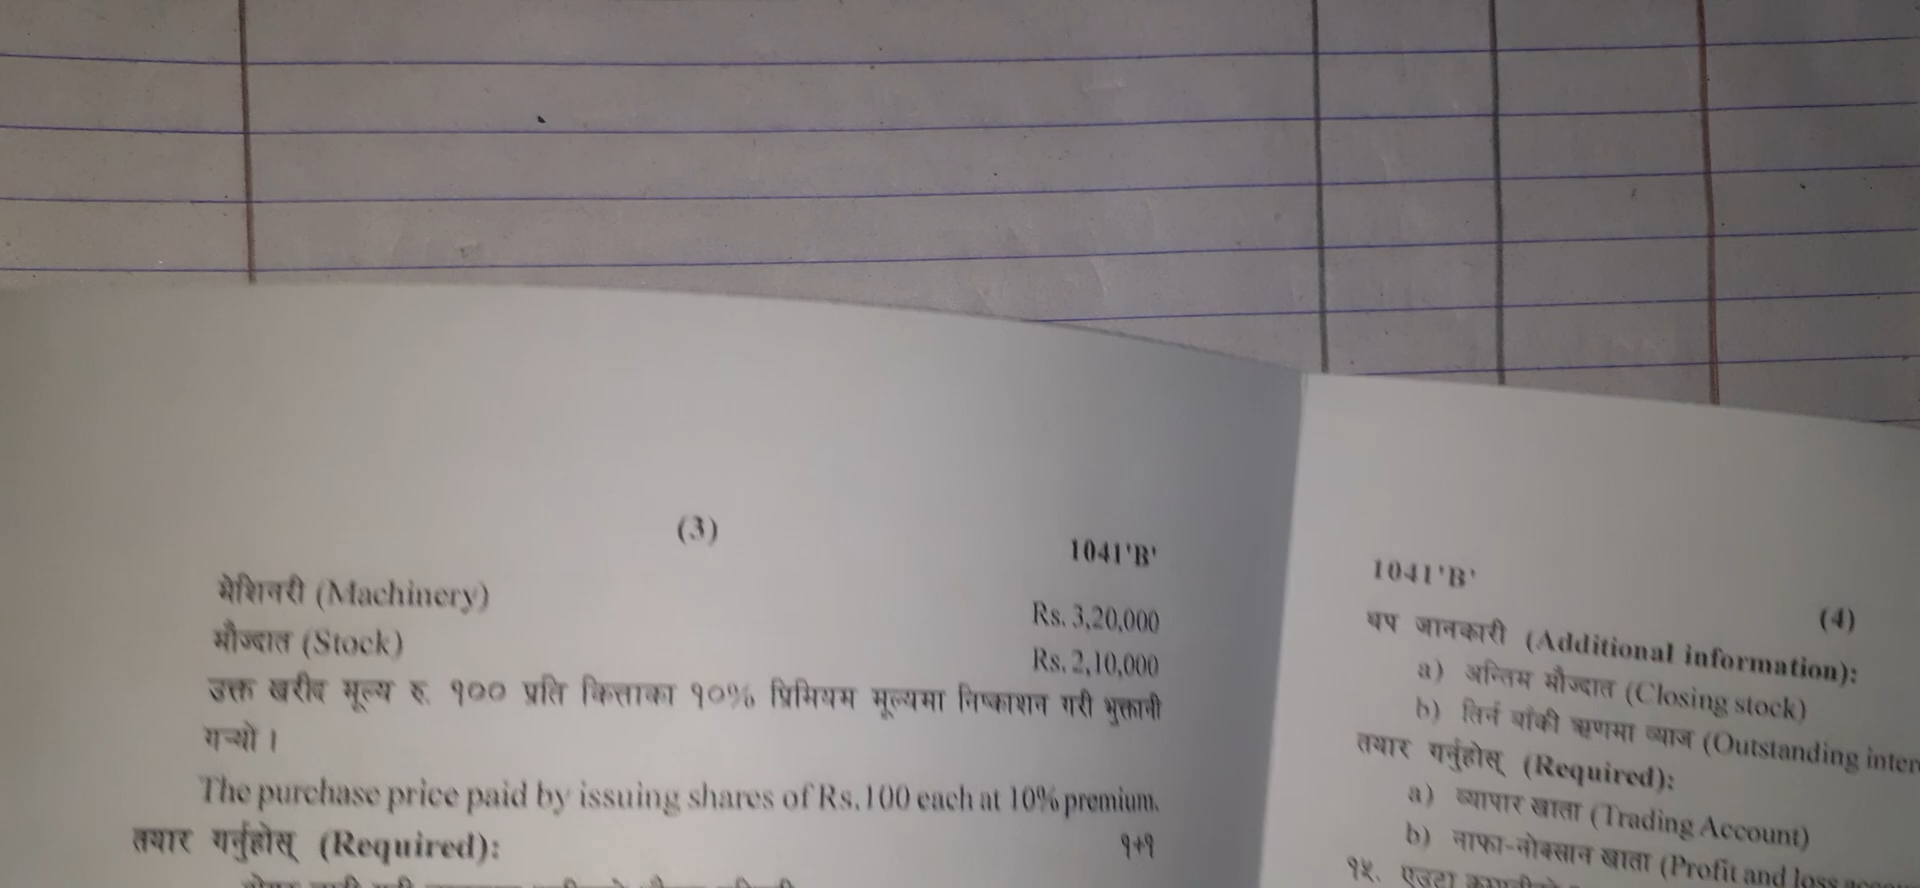 (3)
1041'B'
मेशिनरी (Machinery) Rs. 3,20,000
मौज्दात (Stock) Rs. 2,10,000
उक्त खरीद मूल्य रु. १०० प्रति कित्ताका १०% प्रिमियम मूल्यमा निष्काशन गरी भुक्तानी
गऱ्यो ।
The purchase price paid by issuing shares of Rs.100 each at 10% premium.
तयार गर्नुहोस् (Required): १+१
1041'B'
(4)
थप जानकारी (Additional information):
a) अन्तिम मौज्दात (Closing stock)
b) तिर्न बाँकी ऋणमा ब्याज (Outstanding inter
तयार गर्नुहोस् (Required):
a) व्यापार खाता (Trading Account)
b) नाफा-नोक्सान खाता (Profit and loss
१५. एउटा